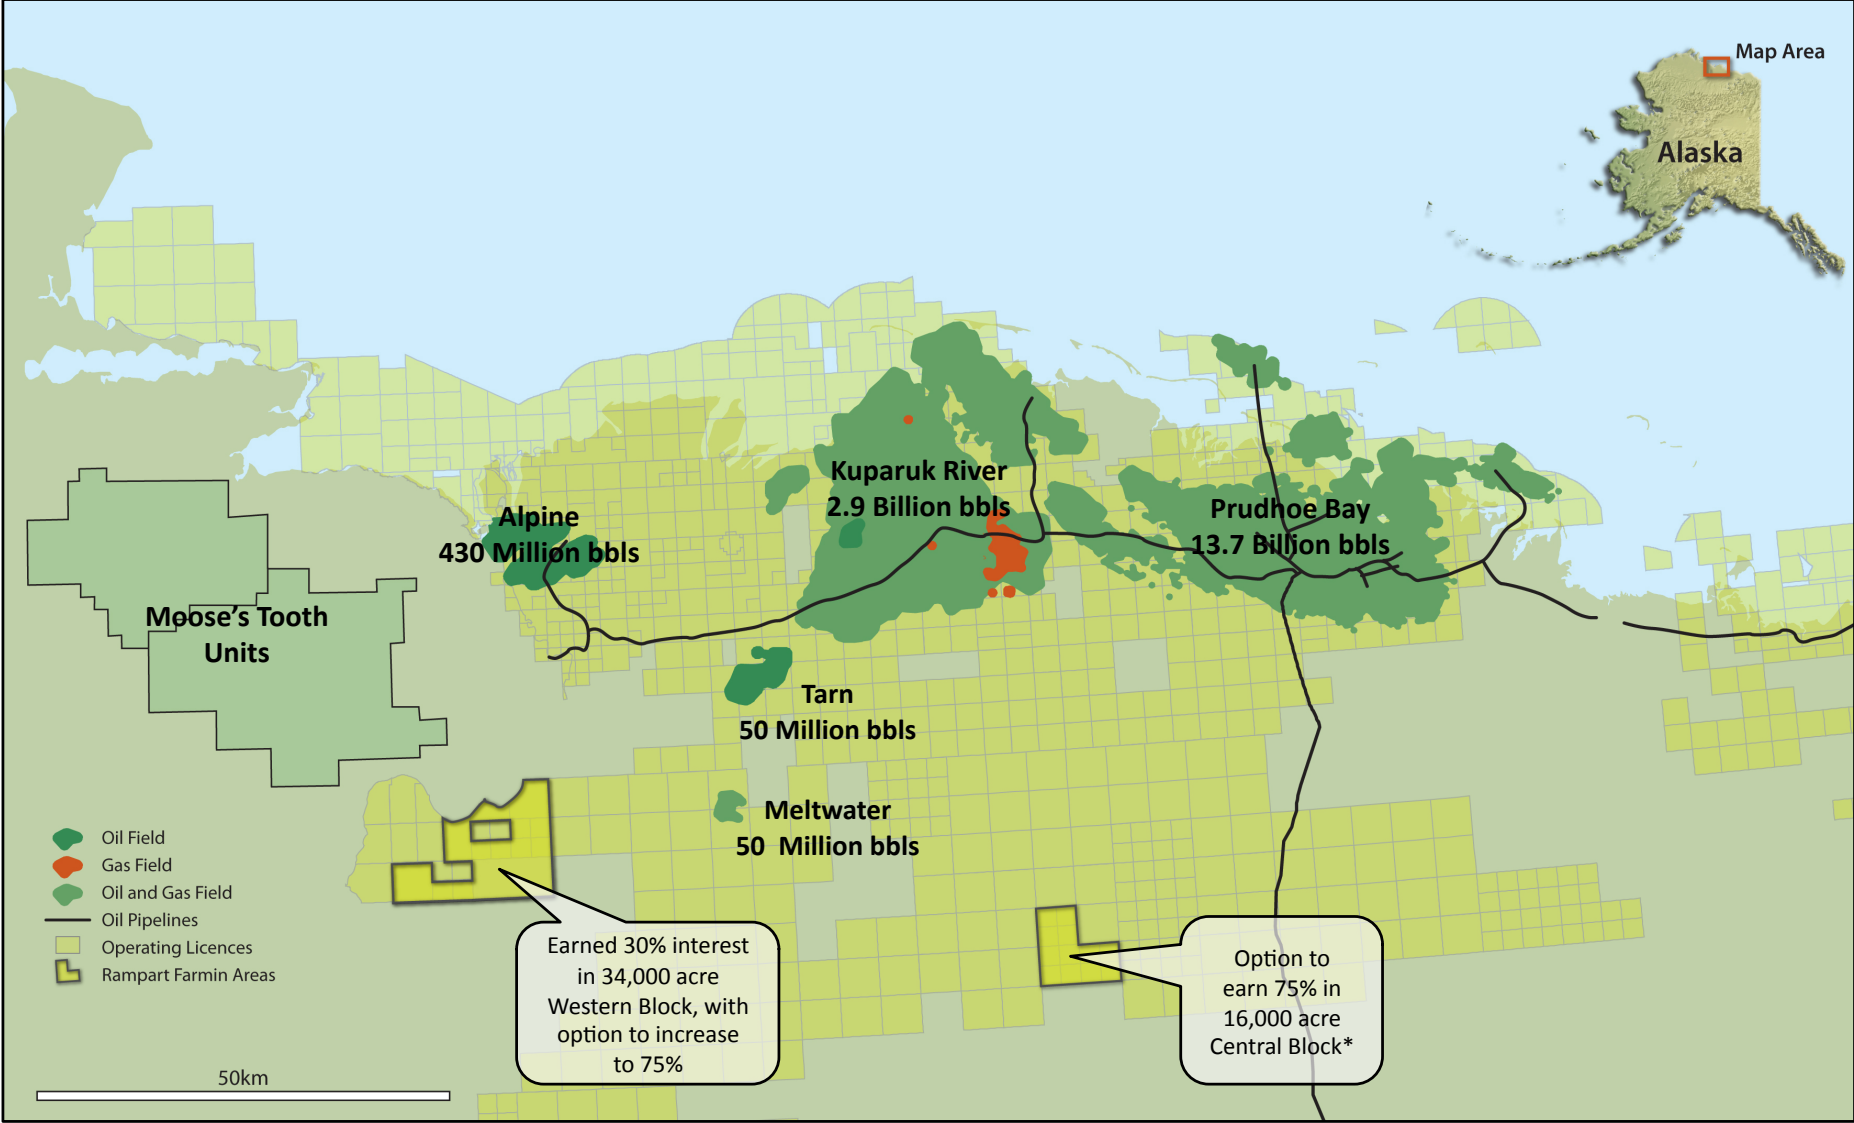 Map Area
Alaska
Kuparuk River
2.9 Billion bbls
Prudhoe Bay
13.7 Billion bbls
Alpine
430 Million bbls
Moose’s Tooth
Units
Tarn
50 Million bbls
Meltwater
50 Million bbls
Oil Field
Gas Field
Oil and Gas Field
Oil Pipelines
Operating Licences
Rampart Farmin Areas
Earned 30% interest
in 34,000 acre
Western Block, with
option to increase
to 75%
Option to
earn 75% in
16,000 acre
Central Block*
50km